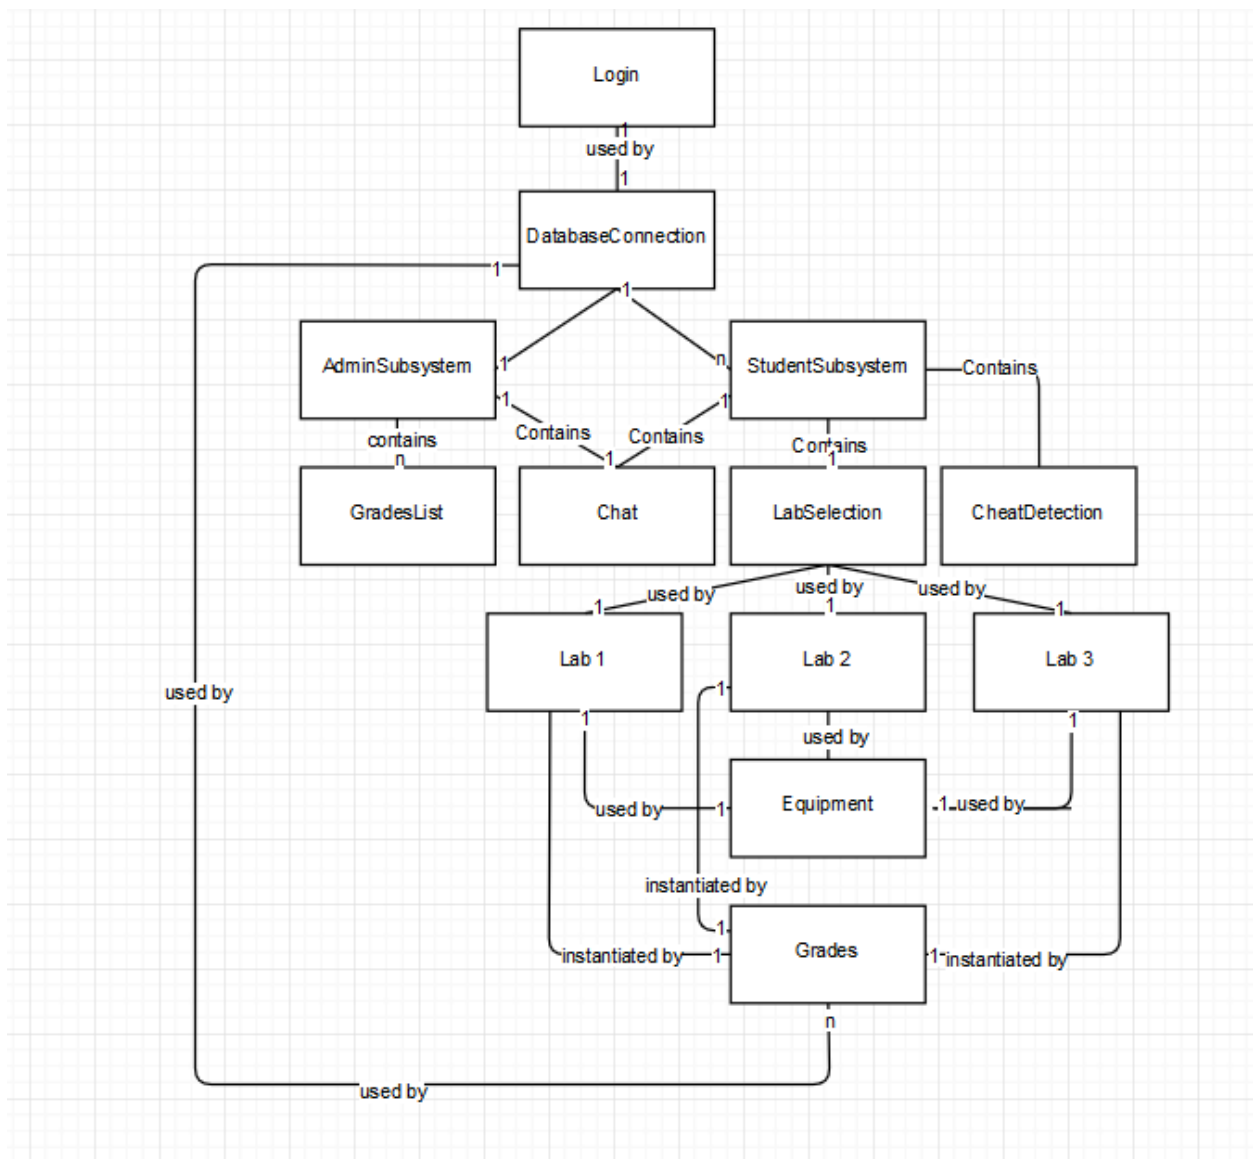 Login
1
used by
1
DatabaseConnection
1
1
AdminSubsystem
StudentSubsystem
1
n
Contains
1
1
contains
Contains
Contains
Contains
n
1
1
GradesList
Chat
LabSelection
CheatDetection
used by
used by
used by
1
1
1
Lab 1
Lab 2
Lab 3
1
1
1
used by
used by
Equipment
used by
1
1
used by
instantiated by
1
Grades
instantiated by
1
1
instantiated by
n
used by